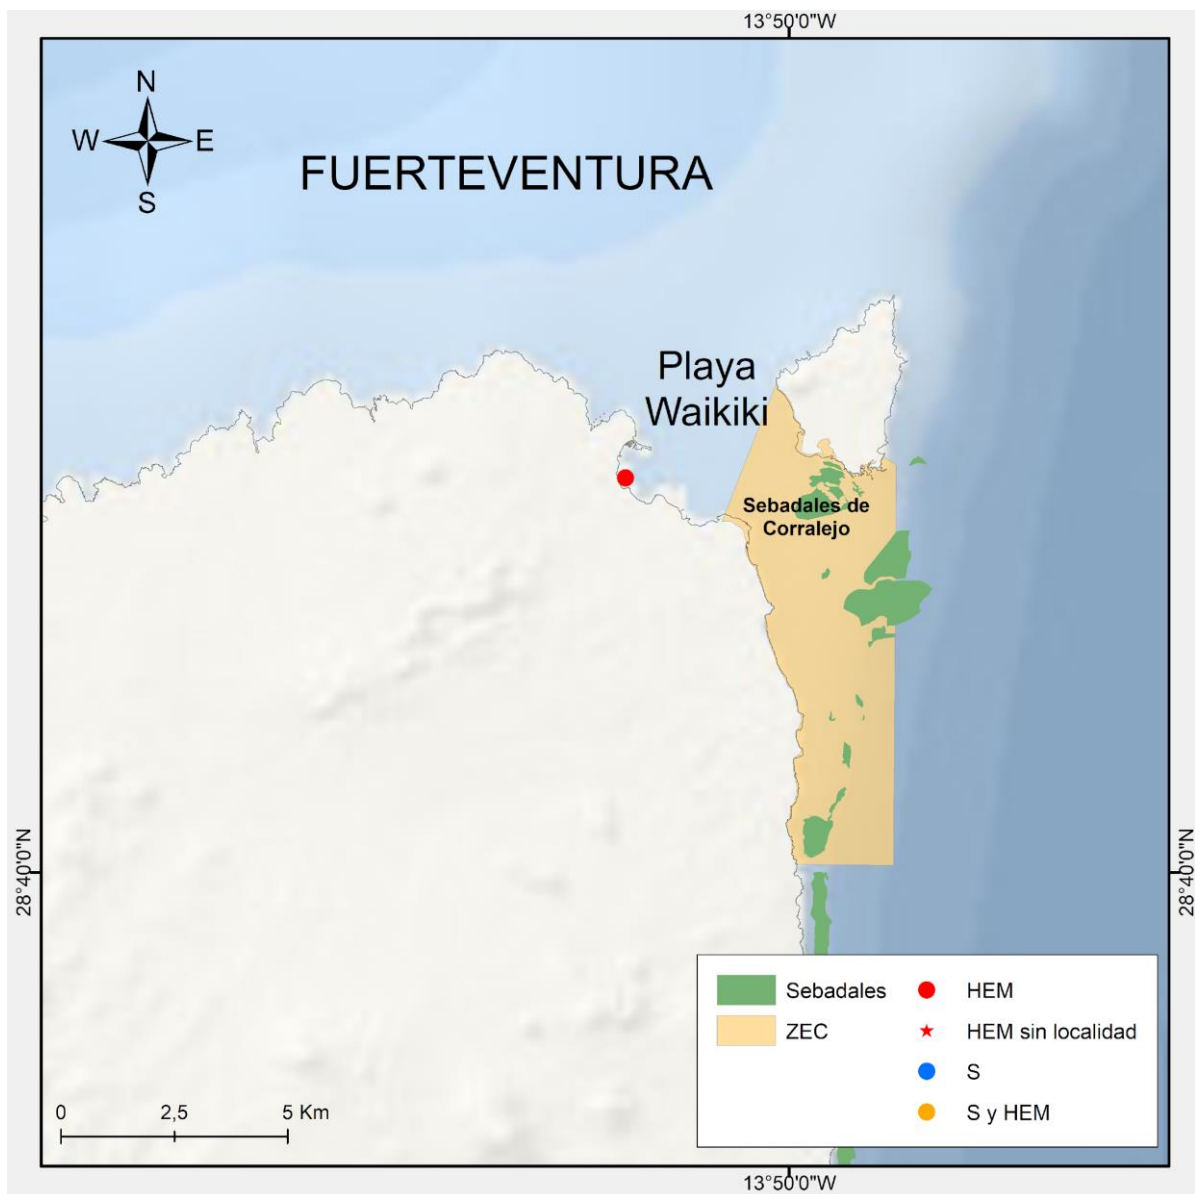 13°50'0"W
N
W E
S
FUERTEVENTURA
Playa
Waikiki
Sebadales de
Corralejo
28°40'0"N
28°40'0"N
Sebadales
ZEC
HEM
HEM sin localidad
S
S y HEM
0 2,5 5 Km
13°50'0"W